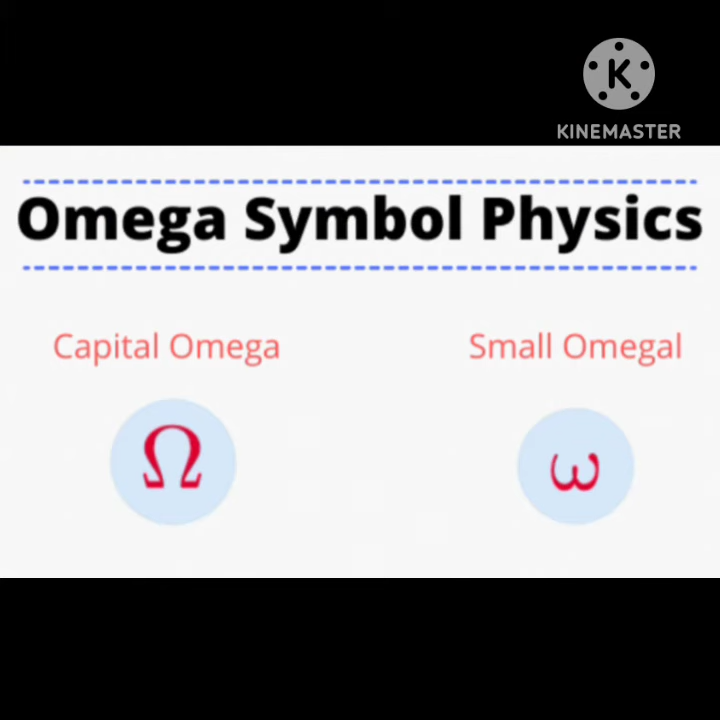 K
KINEMASTER
Omega Symbol Physics
Capital Omega
Small Omegal
Ω
ω